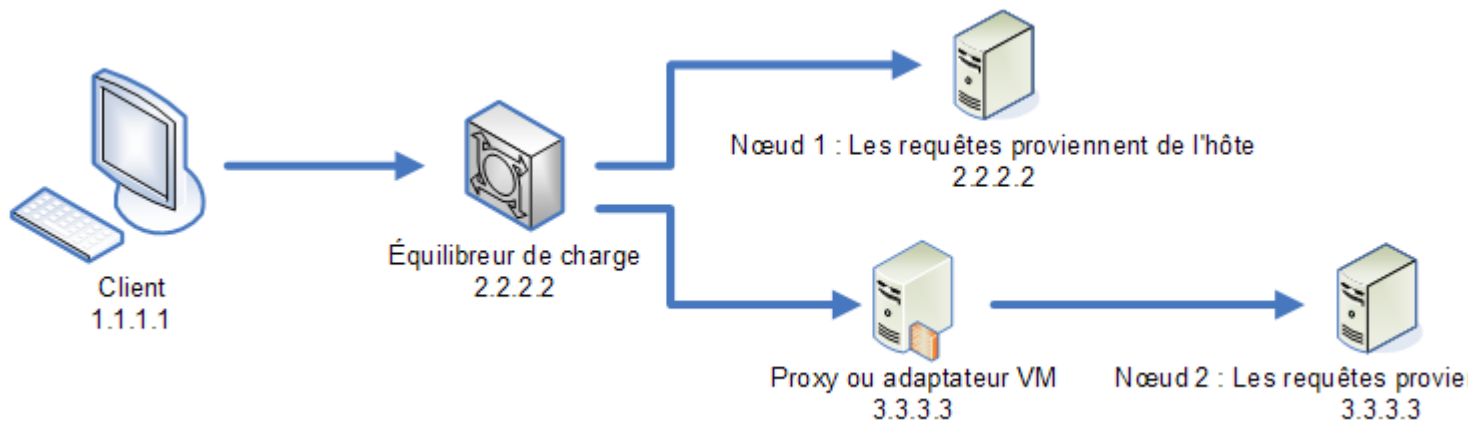 Client
1.1.1.1
Équilibreur de charge
2.2.2.2
Nœud 1 : Les requêtes proviennent de l"hôte
2.2.2.2
Proxy ou adaptateur VM
3.3.3.3
Nœud 2 : Les requêtes
3.3.3.3